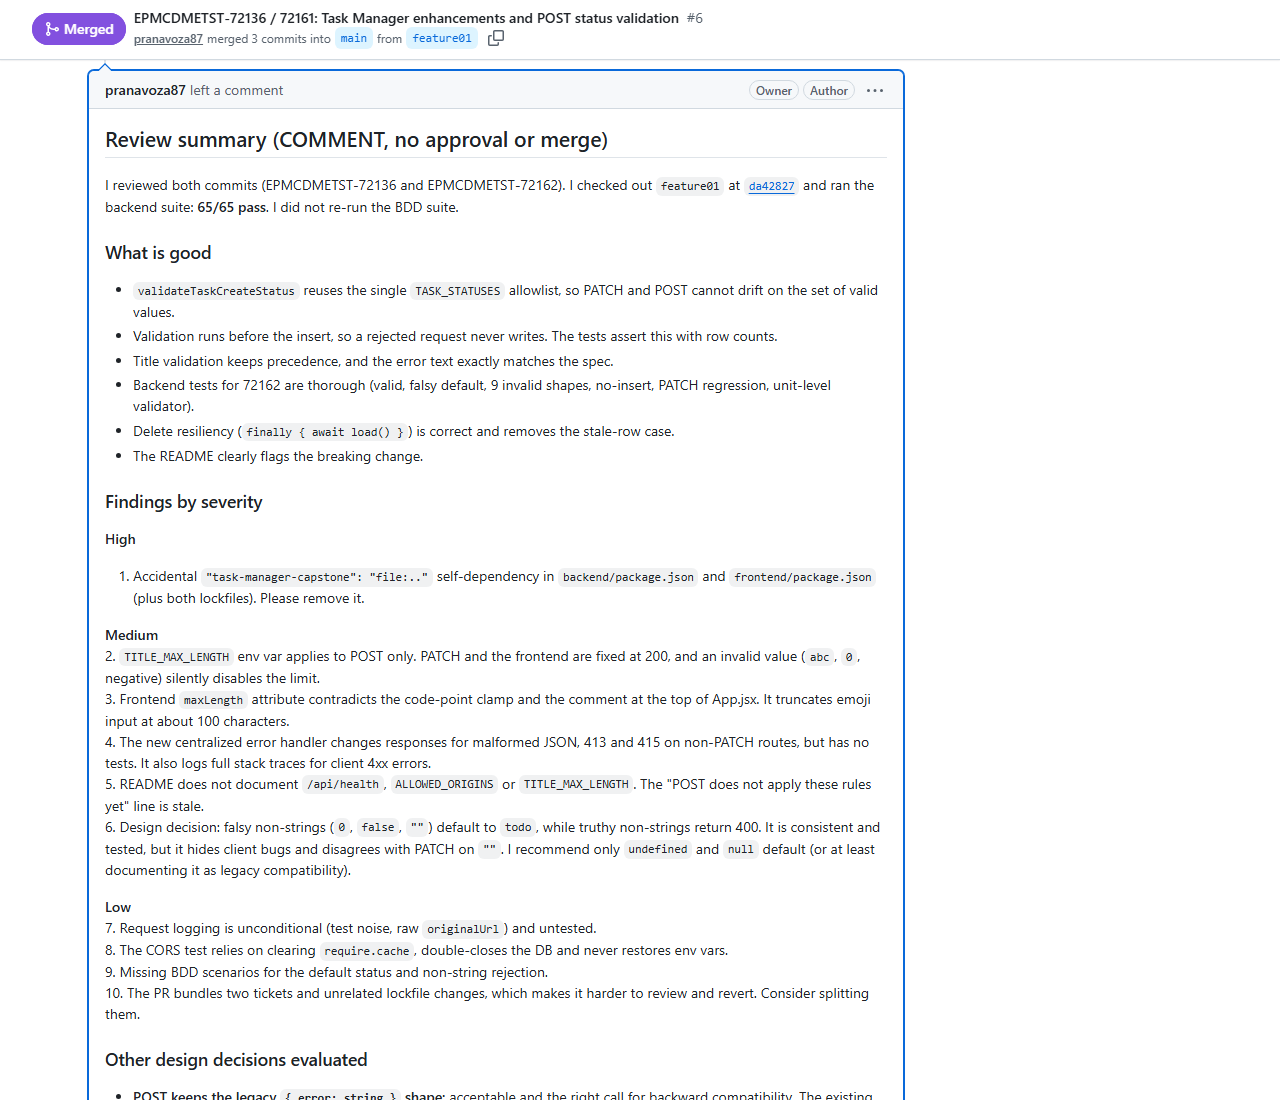 Merged
EPMCDMETST-72136 / 72161: Task Manager enhancements and POST status validation #6
pranavoza87 merged 3 commits into main from feature01
pranavoza87 left a comment
Owner Author
Review summary (COMMENT, no approval or merge)
I reviewed both commits (EPMCDMETST-72136 and EPMCDMETST-72162). I checked out feature01 at da42827 and ran the
backend suite: 65/65 pass. I did not re-run the BDD suite.
What is good
• validateTaskCreateStatus reuses the single TASK_STATUSES allowlist, so PATCH and POST cannot drift on the set of valid
values.
• Validation runs before the insert, so a rejected request never writes. The tests assert this with row counts.
• Title validation keeps precedence, and the error text exactly matches the spec.
• Backend tests for 72162 are thorough (valid, falsy default, 9 invalid shapes, no-insert, PATCH regression, unit-level
validator).
• Delete resiliency ( finally { await load() } ) is correct and removes the stale-row case.
• The README clearly flags the breaking change.
Findings by severity
High
1. Accidental "task-manager-capstone": "file:.." self-dependency in backend/package.json and frontend/package.json
(plus both lockfiles). Please remove it.
Medium
2. TITLE_MAX_LENGTH env var applies to POST only. PATCH and the frontend are fixed at 200, and an invalid value ( abc , 0 ,
negative) silently disables the limit.
3. Frontend maxLength attribute contradicts the code-point clamp and the comment at the top of App.jsx. It truncates emoji
input at about 100 characters.
4. The new centralized error handler changes responses for malformed JSON, 413 and 415 on non-PATCH routes, but has no
tests. It also logs full stack traces for client 4xx errors.
5. README does not document /api/health , ALLOWED_ORIGINS or TITLE_MAX_LENGTH . The "POST does not apply these rules
yet" line is stale.
6. Design decision: falsy non-strings ( 0 , false , "" ) default to todo , while truthy non-strings return 400. It is consistent and
tested, but it hides client bugs and disagrees with PATCH on "" . I recommend only undefined and null default (or at least
documenting it as legacy compatibility).
Low
7. Request logging is unconditional (test noise, raw originalUrl ) and untested.
8. The CORS test relies on clearing require.cache , double-closes the DB and never restores env vars.
9. Missing BDD scenarios for the default status and non-string rejection.
10. The PR bundles two tickets and unrelated lockfile changes, which makes it harder to review and revert. Consider splitting
them.
Other design decisions evaluated
• POST keeps the legacy { error: string } shape: acceptable and the right call for backward compatibility. The existing